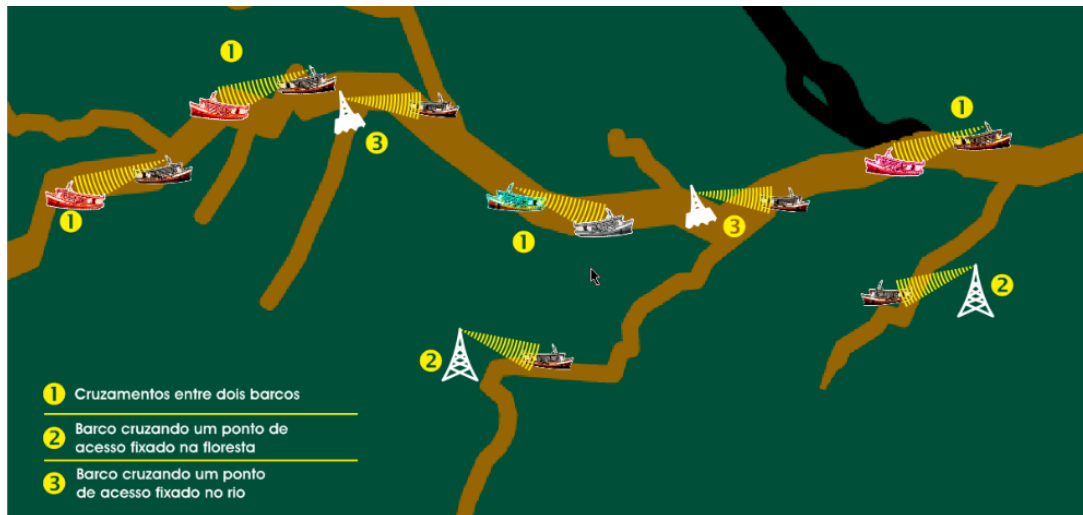 1
1
1
3
1
3
2
2
1 Cruzamentos entre dois barcos
2 Barco cruzando um ponto de
acesso fixado na floresta
3 Barco cruzando um ponto
de acesso fixado no rio